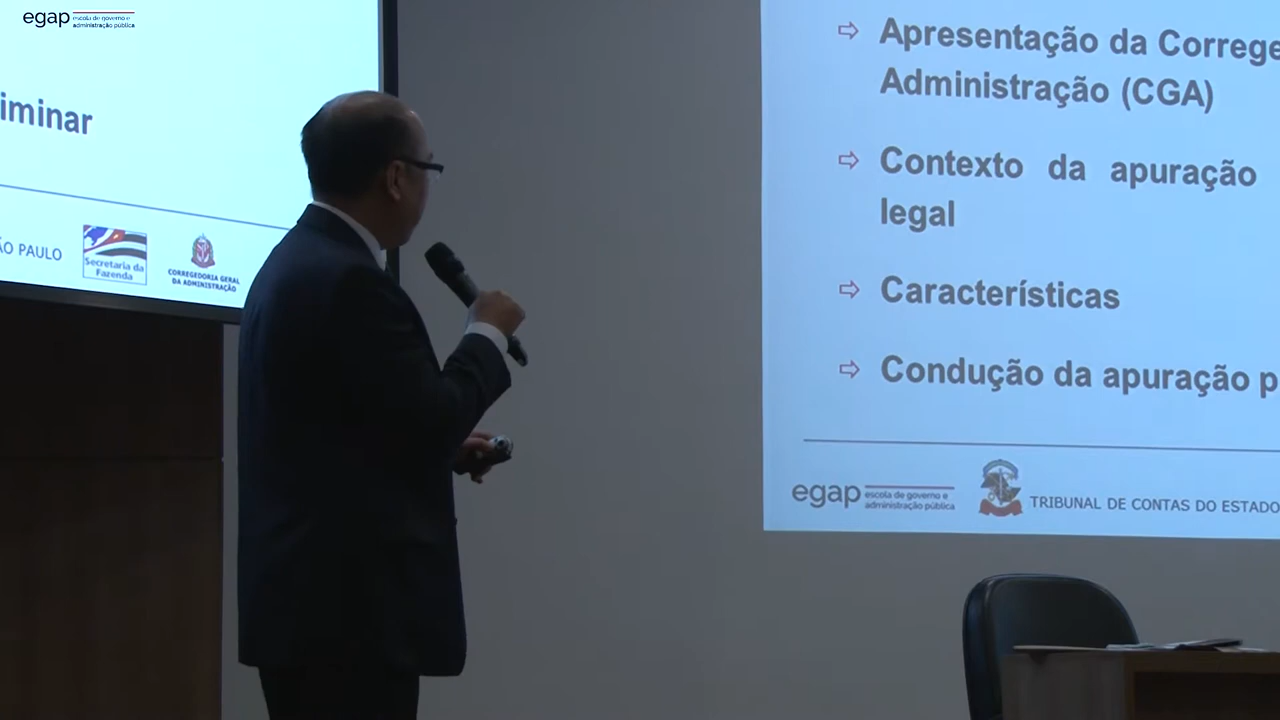 egap escola de governo e
administração pública
iminar
ÃO PAULO
Secretaria da
Fazenda
CORREGEDORIA GERAL
DA ADMINISTRAÇÃO
Apresentação da Correge
Administração (CGA)
Contexto da apuração
legal
Características
Condução da apuração p
egap escola de governo e
administração pública
TRIBUNAL DE CONTAS DO ESTADO